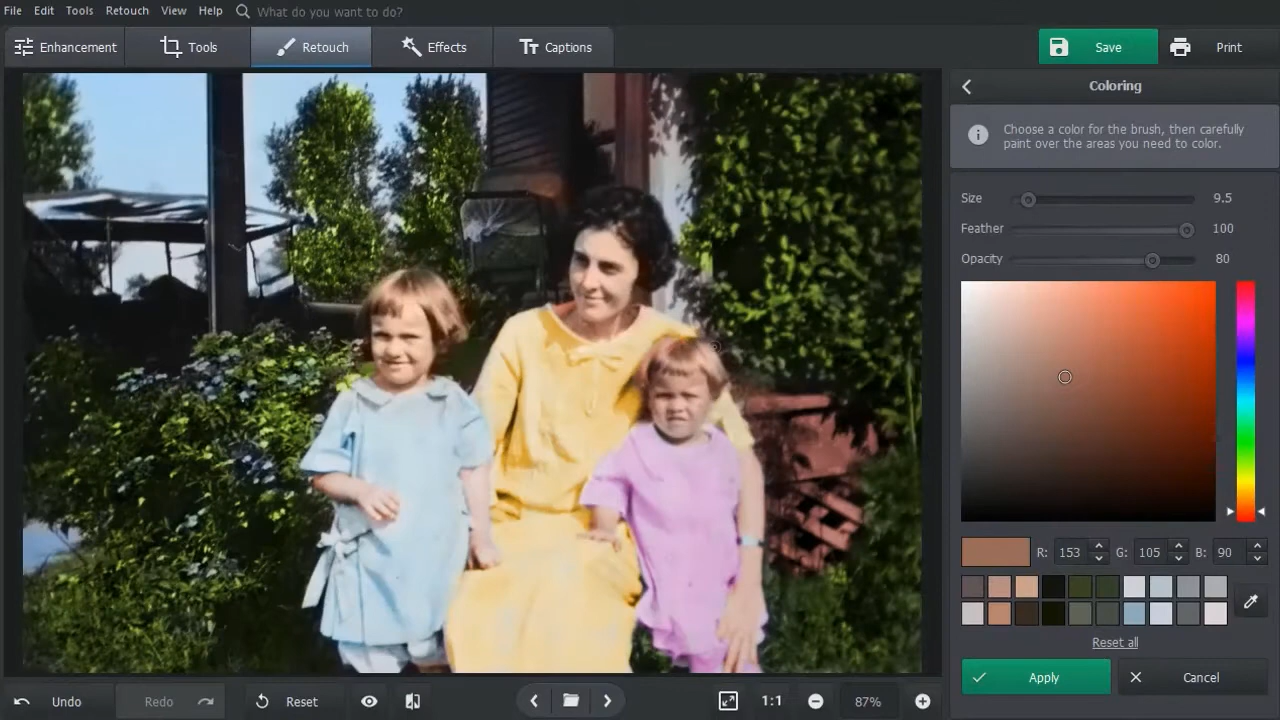 File Edit Tools Retouch View Help What do you want to do?
Enhancement Tools Retouch Effects Captions Save Print
Coloring
Choose a color for the brush, then carefully
paint over the areas you need to color.
Size 9.5
Feather 100
Opacity 80
R: 153 G: 105 B: 90
Reset all
Apply Cancel
Undo Redo Reset 1:1 87%